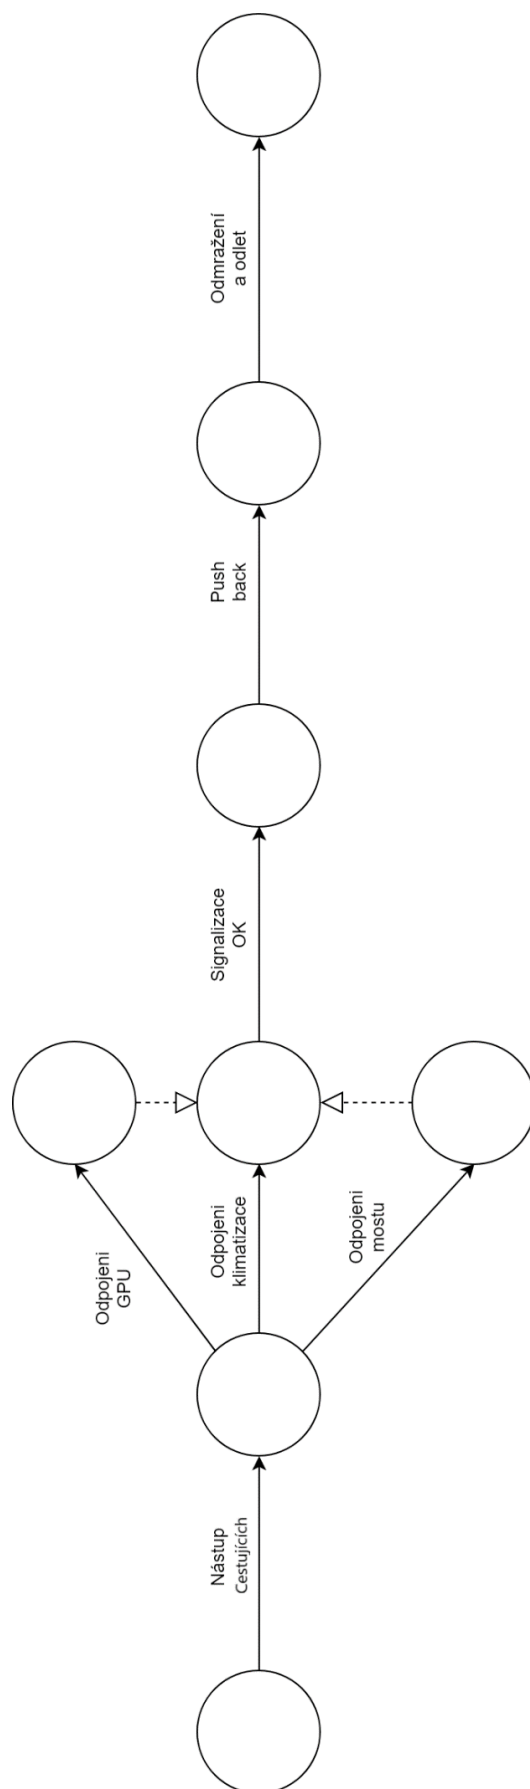 Nástup
Cestujících
Odpojeni
GPU
Odpojeni
klimatizace
Odpojeni
mostu
Signalizace
OK
Push
back
Odmražení
a odlet